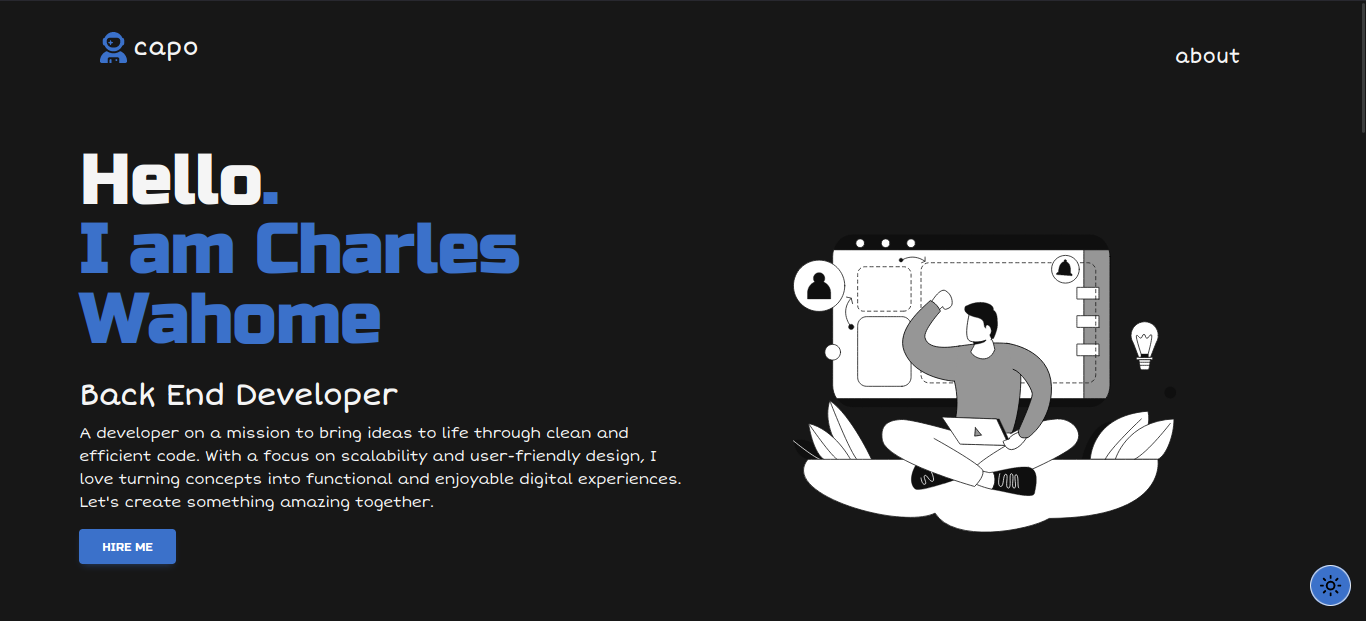 capo
about
Hello.
I am Charles
Wahome
Back End Developer
A developer on a mission to bring ideas to life through clean and
efficient code. With a focus on scalability and user-friendly design, I
love turning concepts into functional and enjoyable digital experiences.
Let's create something amazing together.
HIRE ME